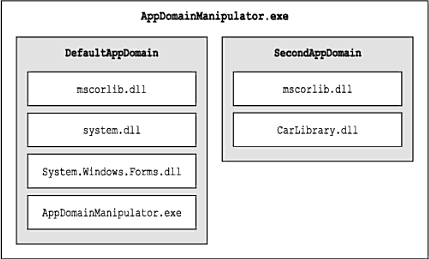 AppDomainManipulator.exe
DefaultAppDomain
mscorlib.dll
system.dll
System.Windows.Forms.dll
AppDomainManipulator.exe
SecondAppDomain
mscorlib.dll
CarLibrary.dll